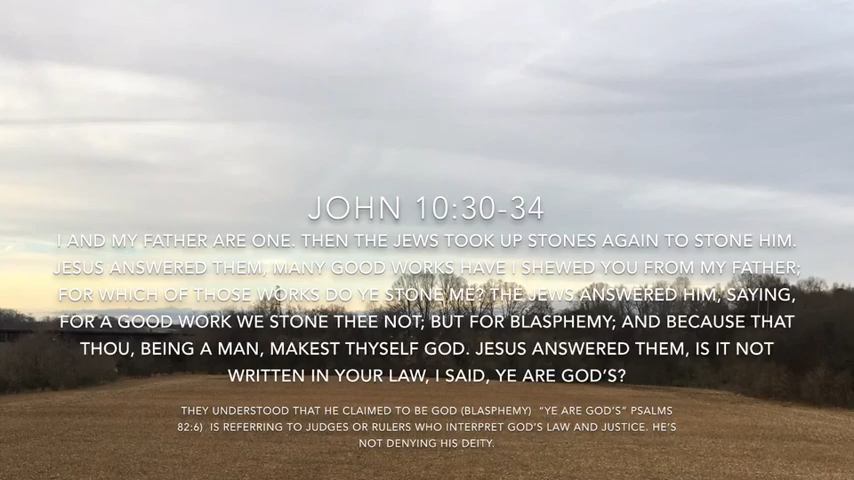 JOHN 10:30-34
I AND MY FATHER ARE ONE. THEN THE JEWS TOOK UP STONES AGAIN TO STONE HIM.
JESUS ANSWERED THEM, MANY GOOD WORKS HAVE I SHEWED YOU FROM MY FATHER;
FOR WHICH OF THOSE WORKS DO YE STONE ME? THE JEWS ANSWERED HIM, SAYING,
FOR A GOOD WORK WE STONE THEE NOT; BUT FOR BLASPHEMY; AND BECAUSE THAT
THOU, BEING A MAN, MAKEST THYSELF GOD. JESUS ANSWERED THEM, IS IT NOT
WRITTEN IN YOUR LAW, I SAID, YE ARE GOD'S?
THEY UNDERSTOOD THAT HE CLAIMED TO BE GOD (BLASPHEMY) "YE ARE GOD'S" PSALMS
82:6) IS REFERRING TO JUDGES OR RULERS WHO INTERPRET GOD'S LAW AND JUSTICE. HE'S
NOT DENYING HIS DEITY.